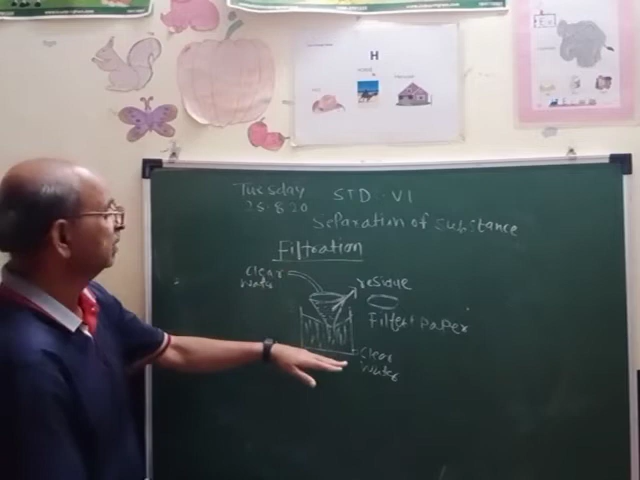 H
Tuesday
25.8.20
STD. VI
Separation of Substance
Filtration
Clear
Water
residue
Filter Paper
Clear
Water